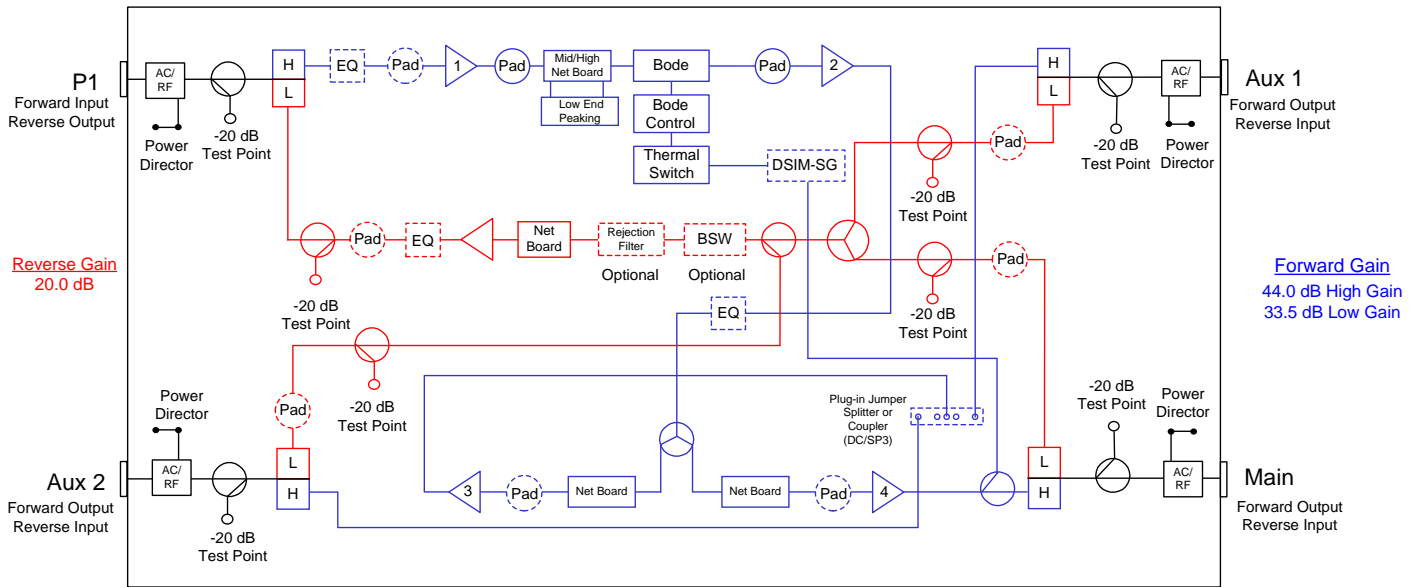 P1
Forward Input
Reverse Output
AC/
RF
Power
Director
-20 dB
Test Point
H
L
EQ
Pad
1
Pad
Mid/High
Net Board
Low End
Peaking
Bode
Bode
Control
Thermal
Switch
Pad
2
DSIM-SG
H
L
-20 dB
Test Point
AC/
RF
Power
Director
Aux 1
Forward Output
Reverse Input
Pad
-20 dB
Test Point
Reverse Gain
20.0 dB
-20 dB
Test Point
Pad
EQ
Net
Board
Rejection
Filter
Optional
BSW
Optional
Pad
-20 dB
Test Point
Forward Gain
44.0 dB High Gain
33.5 dB Low Gain
EQ
-20 dB
Test Point
Pad
Power
Director
Plug-in Jumper
Splitter or
Coupler
(DC/SP3)
-20 dB
Test Point
Power
Director
Aux 2
Forward Output
Reverse Input
AC/
RF
-20 dB
Test Point
L
H
3
Pad
Net Board
Net Board
Pad
4
L
H
AC/
RF
Main
Forward Output
Reverse Input